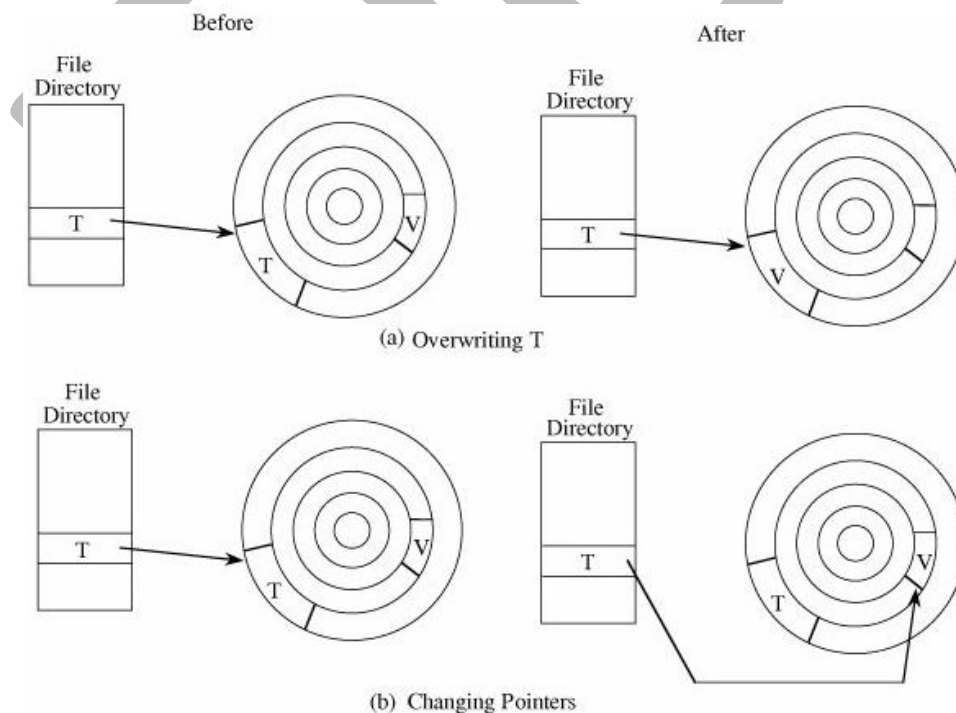 Before
After
File
Directory
T
T
V
File
Directory
T
V
(a) Overwriting T
File
Directory
T
T
V
File
Directory
T
T
V
(b) Changing Pointers